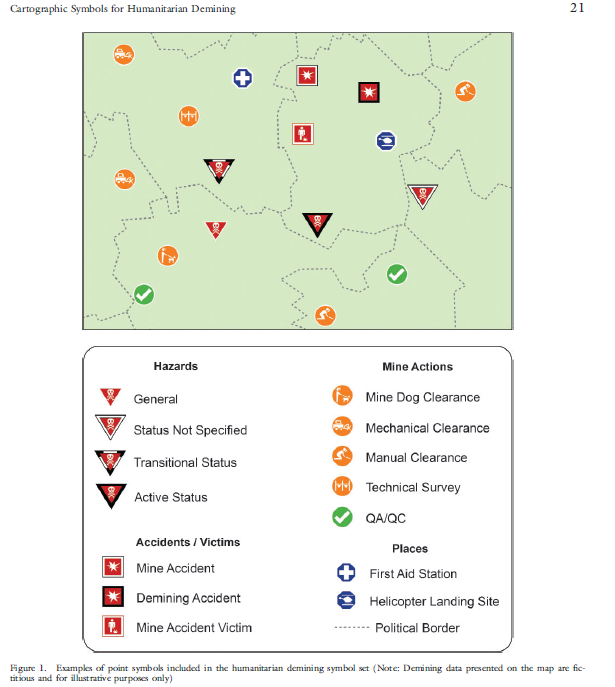 Cartographic Symbols for Humanitarian Demining 21
Hazards
General
Status Not Specified
Transitional Status
Active Status
Accidents / Victims
Mine Accident
Demining Accident
Mine Accident Victim
Mine Actions
Mine Dog Clearance
Mechanical Clearance
Manual Clearance
Technical Survey
QA/QC
Places
First Aid Station
Helicopter Landing Site
Political Border
Figure 1. Examples of point symbols included in the humanitarian demining symbol set (Note: Demining data presented on the map are fic-
titious and for illustrative purposes only)